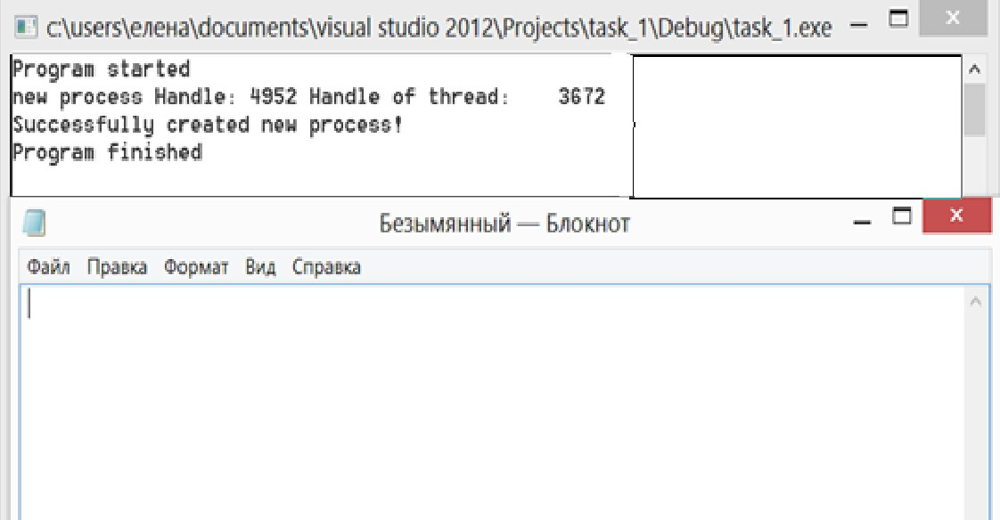 c:\users\елена\documents\visual studio 2012\Projects\task_1\Debug\task_1.exe
Program started
new process Handle: 4952 Handle of thread:    3672
Successfully created new process!
Program finished
Безымянный — Блокнот
Файл Правка Формат Вид Справка